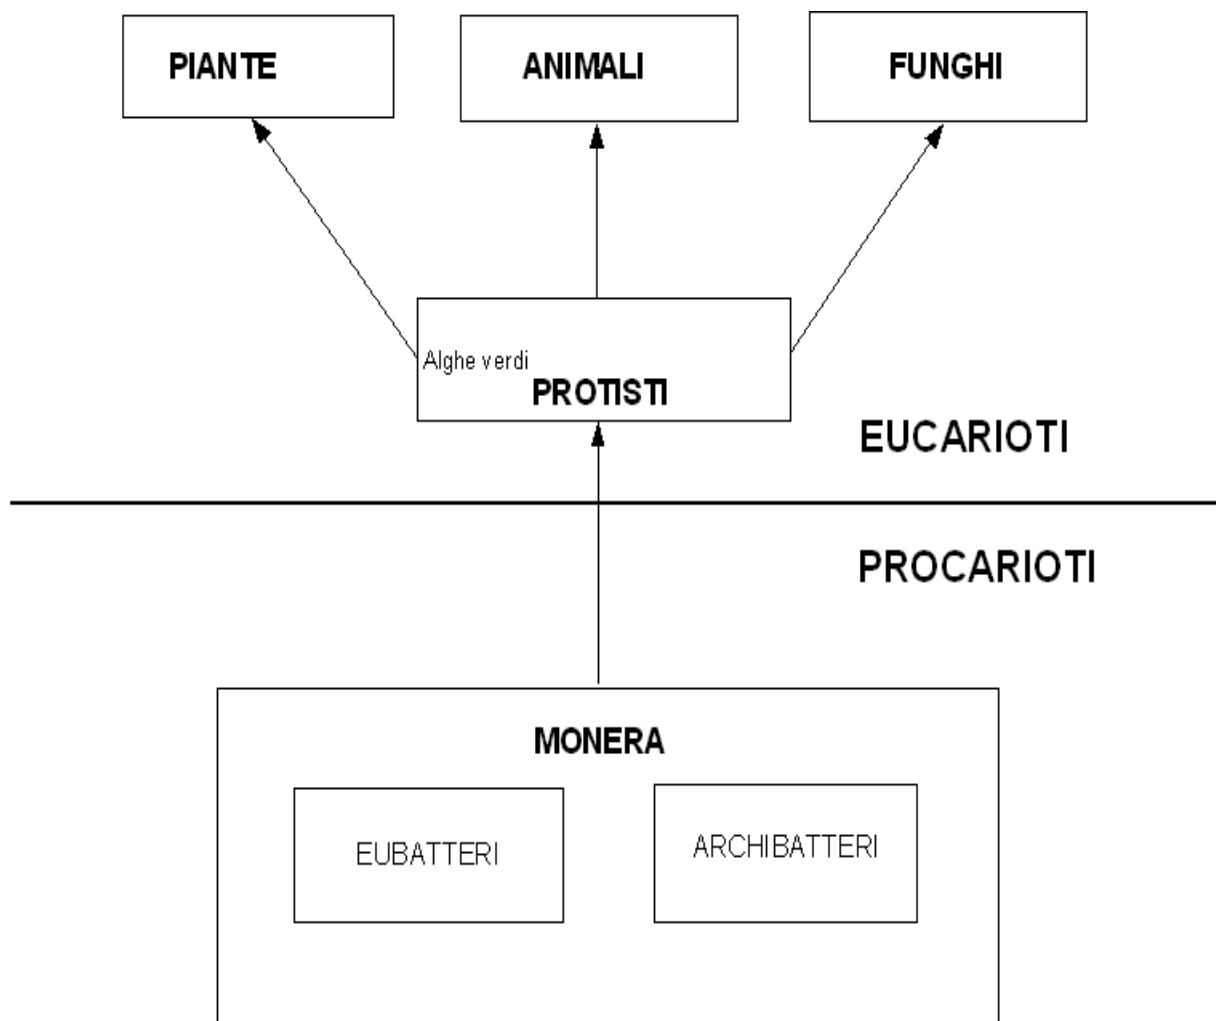 PIANTE
ANIMALI
FUNGHI
Alghe verdi
PROTISTI
EUCARIOTI
PROCARIOTI
MONERA
EUBATTERI
ARCHIBATTERI